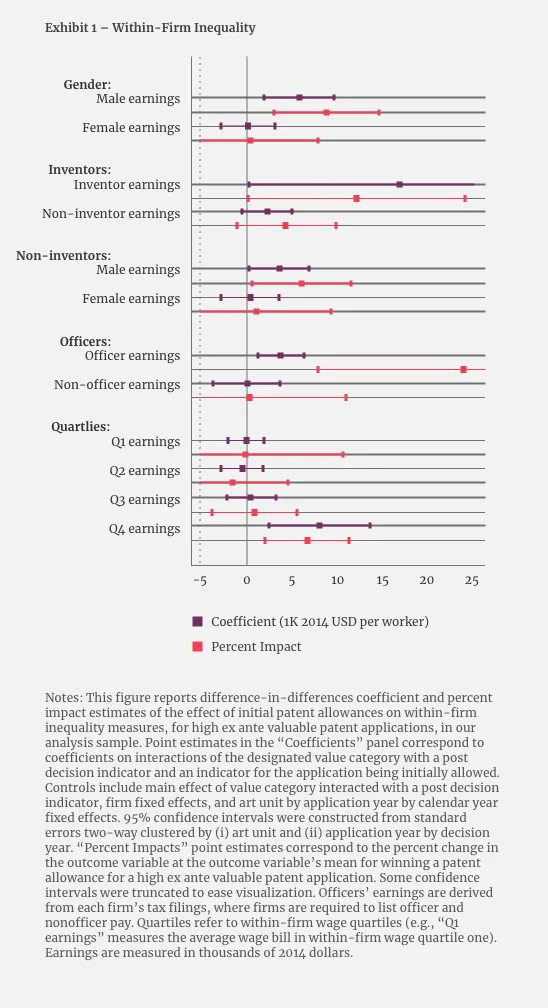 Exhibit 1 – Within-Firm Inequality
Gender:
Male earnings
Female earnings
Inventors:
Inventor earnings
Non-inventor earnings
Non-inventors:
Male earnings
Female earnings
Officers:
Officer earnings
Non-officer earnings
Quartlies:
Q1 earnings
Q2 earnings
Q3 earnings
Q4 earnings
-5 0 5 10 15 20 25
Coefficient (1K 2014 USD per worker)
Percent Impact
Notes: This figure reports difference-in-differences coefficient and percent
impact estimates of the effect of initial patent allowances on within-firm
inequality measures, for high ex ante valuable patent applications, in our
analysis sample. Point estimates in the “Coefficients” panel correspond to
coefficients on interactions of the designated value category with a post
decision indicator and an indicator for the application being initially allowed.
Controls include main effect of value category interacted with a post decision
indicator, firm fixed effects, and art unit by application year by calendar year
fixed effects. 95% confidence intervals were constructed from standard
errors two-way clustered by (i) art unit and (ii) application year by decision
year. “Percent Impacts” point estimates correspond to the percent change in
the outcome variable at the outcome variable’s mean for winning a patent
allowance for a high ex ante valuable patent application. Some confidence
intervals were truncated to ease visualization. Officers’ earnings are derived
from each firm’s tax filings, where firms are required to list officer and
nonofficer pay. Quartiles refer to within-firm wage quartiles (e.g., “Q1
earnings” measures the average wage bill in within-firm wage quartile one).
Earnings are measured in thousands of 2014 dollars.